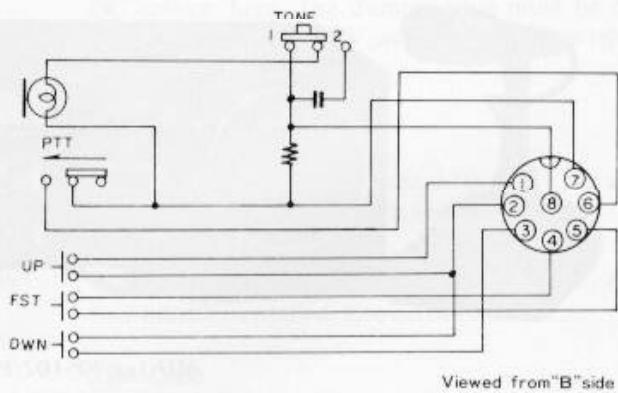 TONE
1 2
PTT
1 7
2 8 6
3 4 5
UP
FST
DWN
Viewed from "B" side